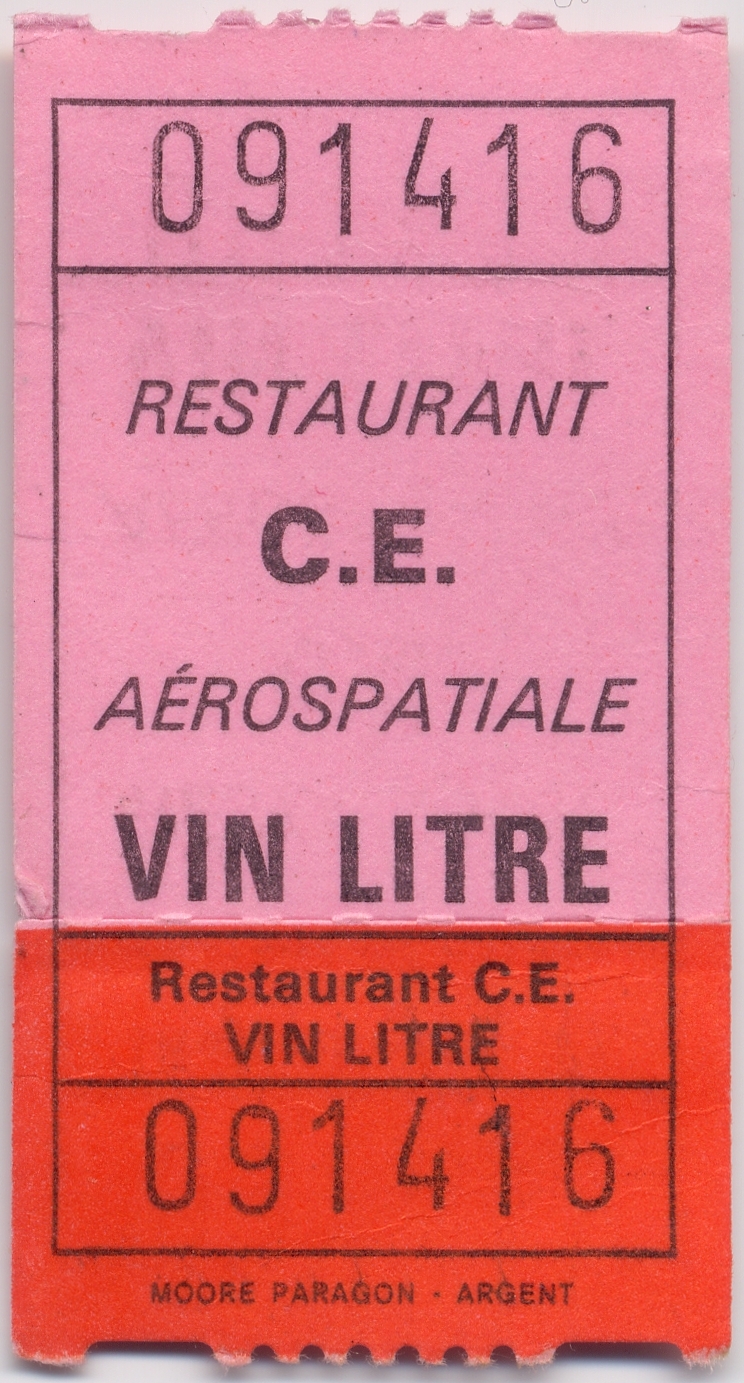 091416
RESTAURANT
C.E.
AÉROSPATIALE
VIN LITRE
Restaurant C.E.
VIN LITRE
091416
MOORE PARAGON - ARGENT